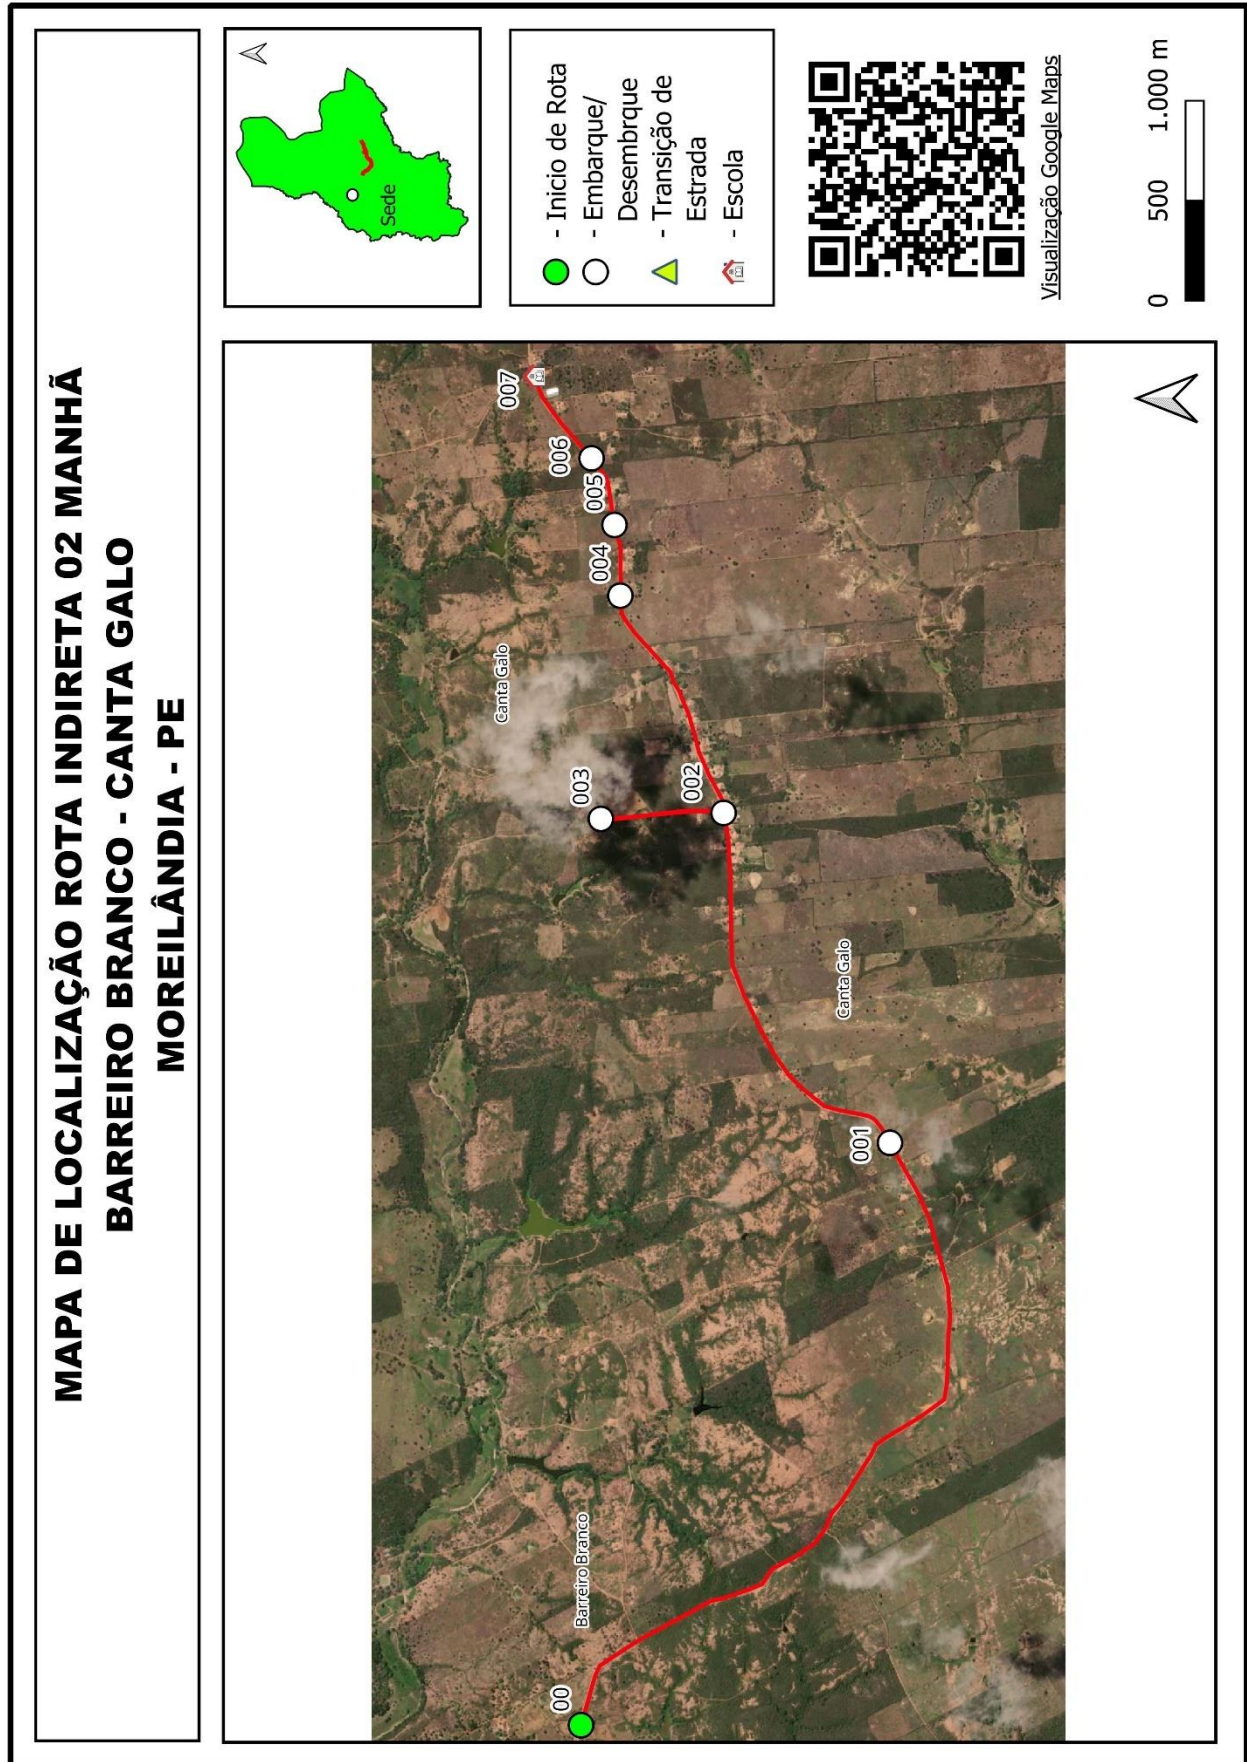 MAPA DE LOCALIZAÇÃO ROTA INDIRETA 02 MANHÃ
BARREIRO BRANCO - CANTA GALO
MOREILÂNDIA - PE
00
Barreiro Branco
001
Canta Galo
002
003
Canta Galo
004
005
006
007
Sede
- Inicio de Rota
- Embarque/
Desembrque
- Transição de
Estrada
- Escola
Visualização Google Maps
0 500 1.000 m